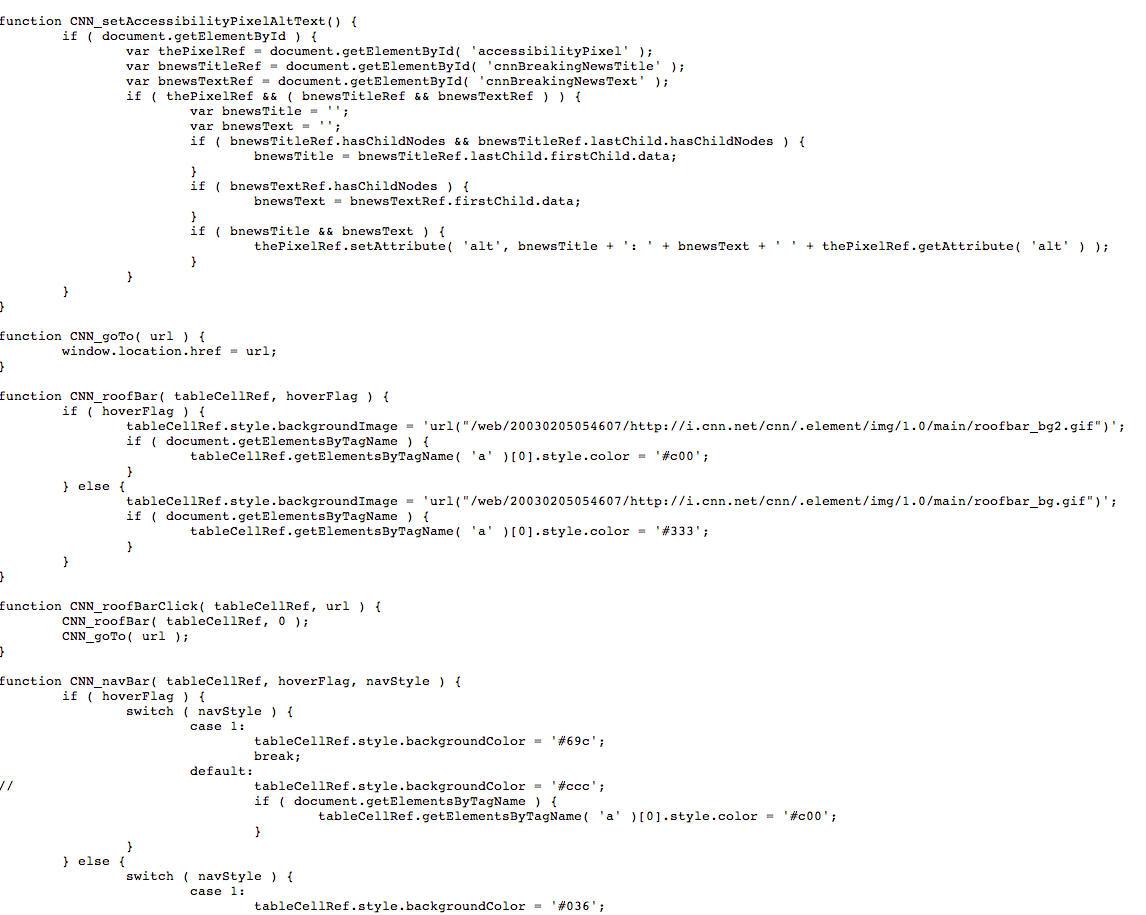 function CNN_setAccessibilityPixelAltText() {
        if ( document.getElementById ) {
                var thePixelRef = document.getElementById( 'accessibilityPixel' );
                var bnewsTitleRef = document.getElementById( 'cnnBreakingNewsTitle' );
                var bnewsTextRef = document.getElementById( 'cnnBreakingNewsText' );
                if ( thePixelRef && ( bnewsTitleRef && bnewsTextRef ) ) {
                        var bnewsTitle = '';
                        var bnewsText = '';
                        if ( bnewsTitleRef.hasChildNodes && bnewsTitleRef.lastChild.hasChildNodes ) {
                                bnewsTitle = bnewsTitleRef.lastChild.firstChild.data;
                        }
                        if ( bnewsTextRef.hasChildNodes ) {
                                bnewsText = bnewsTextRef.firstChild.data;
                        }
                        if ( bnewsTitle && bnewsText ) {
                                thePixelRef.setAttribute( 'alt', bnewsTitle + ': ' + bnewsText + ' ' + thePixelRef.getAttribute( 'alt' ) );
                        }
                }
        }
}

function CNN_goTo( url ) {
        window.location.href = url;
}

function CNN_roofBar( tableCellRef, hoverFlag ) {
        if ( hoverFlag ) {
                tableCellRef.style.backgroundImage = 'url("/web/20030205054607/http://i.cnn.net/cnn/.element/img/1.0/main/roofbar_bg2.gif")';
                if ( document.getElementsByTagName ) {
                        tableCellRef.getElementsByTagName( 'a' )[0].style.color = '#c00';
                }
        } else {
                tableCellRef.style.backgroundImage = 'url("/web/20030205054607/http://i.cnn.net/cnn/.element/img/1.0/main/roofbar_bg.gif")';
                if ( document.getElementsByTagName ) {
                        tableCellRef.getElementsByTagName( 'a' )[0].style.color = '#333';
                }
        }
}

function CNN_roofBarClick( tableCellRef, url ) {
        CNN_roofBar( tableCellRef, 0 );
        CNN_goTo( url );
}

function CNN_navBar( tableCellRef, hoverFlag, navStyle ) {
        if ( hoverFlag ) {
                switch ( navStyle ) {
                        case 1:
                                tableCellRef.style.backgroundColor = '#69c';
                                break;
                        default:
//                              tableCellRef.style.backgroundColor = '#ccc';
                                if ( document.getElementsByTagName ) {
                                        tableCellRef.getElementsByTagName( 'a' )[0].style.color = '#c00';
                                }
                }
        } else {
                switch ( navStyle ) {
                        case 1:
                                tableCellRef.style.backgroundColor = '#036';